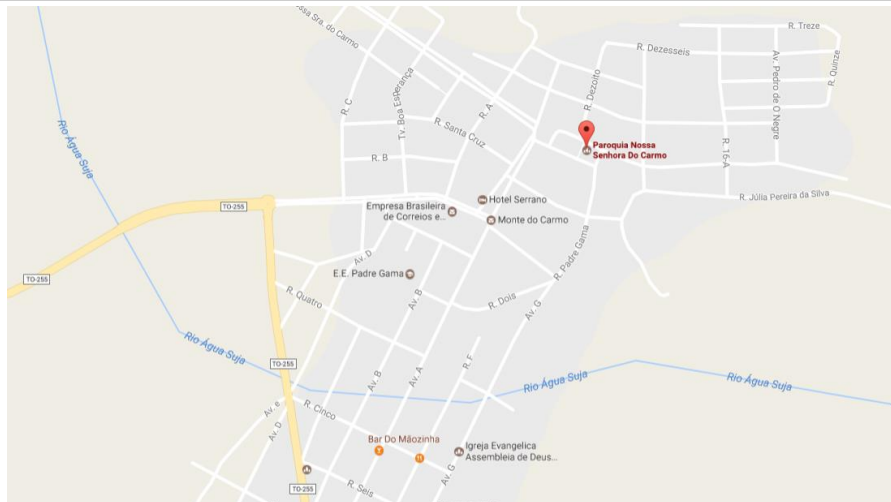 ssa Sra. do Carmo
R. Treze
R. Dezesseis
R. Quinze
Av. Pedro de O Negre
R. Dezoito
R. C
Tv. Boa Esperança
R. A
R. Santa Cruz
Rio Água Suja
R. B
Paroquia Nossa
Senhora Do Carmo
R. 16-A
R. Júlia Pereira da Silva
Hotel Serrano
TO-255
Empresa Brasileira
de Correios e...
Monte do Carmo
R. Padre Gama
Av. D
E.E. Padre Gama
TO-255
R. Quatro
Av. B
R. Dois
Av. G
Rio Água Suja
TO-255
R. F
Av. B
Av. A
Rio Água Suja
Rio Água Suja
Av. e
R. Cinco
Av. D
Bar Do Mãozinha
Igreja Evangelica
Assembleia de Deus...
Av. G
TO-255
R. Seis